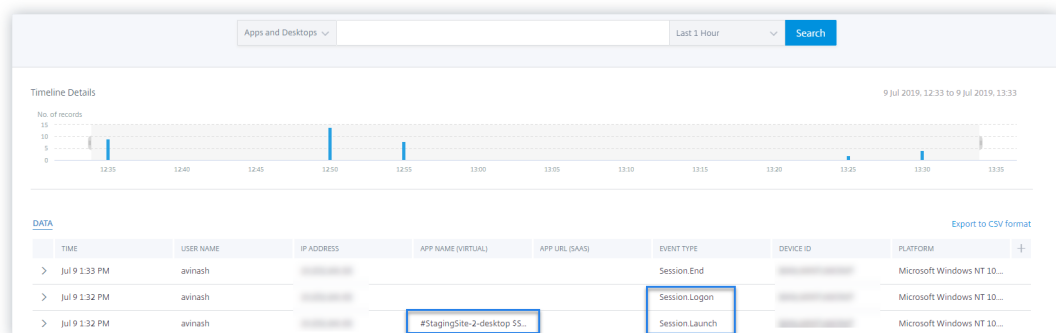 Apps and Desktops Last 1 Hour Search
Timeline Details 9 Jul 2019, 12:33 to 9 Jul 2019, 13:33
No. of records
15
10
5
0
12:35 12:40 12:45 12:50 12:55 13:00 13:05 13:10 13:15 13:20 13:25 13:30 13:35
DATA Export to CSV format
TIME USER NAME IP ADDRESS APP NAME (VIRTUAL) APP URL (SAAS) EVENT TYPE DEVICE ID PLATFORM +
> Jul 9 1:33 PM avinash Session.End Microsoft Windows NT 10....
> Jul 9 1:32 PM avinash Session.Logon Microsoft Windows NT 10....
> Jul 9 1:32 PM avinash #StagingSite-2-desktop SS... Session.Launch Microsoft Windows NT 10....